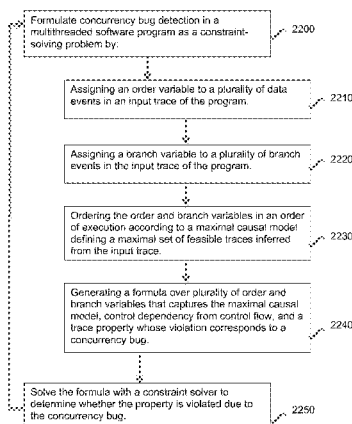 Formulate concurrency bug detection in a
multithreaded software program as a constraint-
solving problem by:
2200
Assigning an order variable to a plurality of data
events in an input trace of the program.
2210
Assigning a branch variable to a plurality of branch
events in the input trace of the program.
2220
Ordering the order and branch variables in an order
of execution according to a maximal causal model
defining a maximal set of feasible traces inferred
from the input trace.
2230
Generating a formula over plurality of order and
branch variables that captures the maximal causal
model, control dependency from control flow, and a
trace property whose violation corresponds to a
concurrency bug.
2240
Solve the formula with a constraint solver to
determine whether the property is violated due to
the concurrency bug.
2250